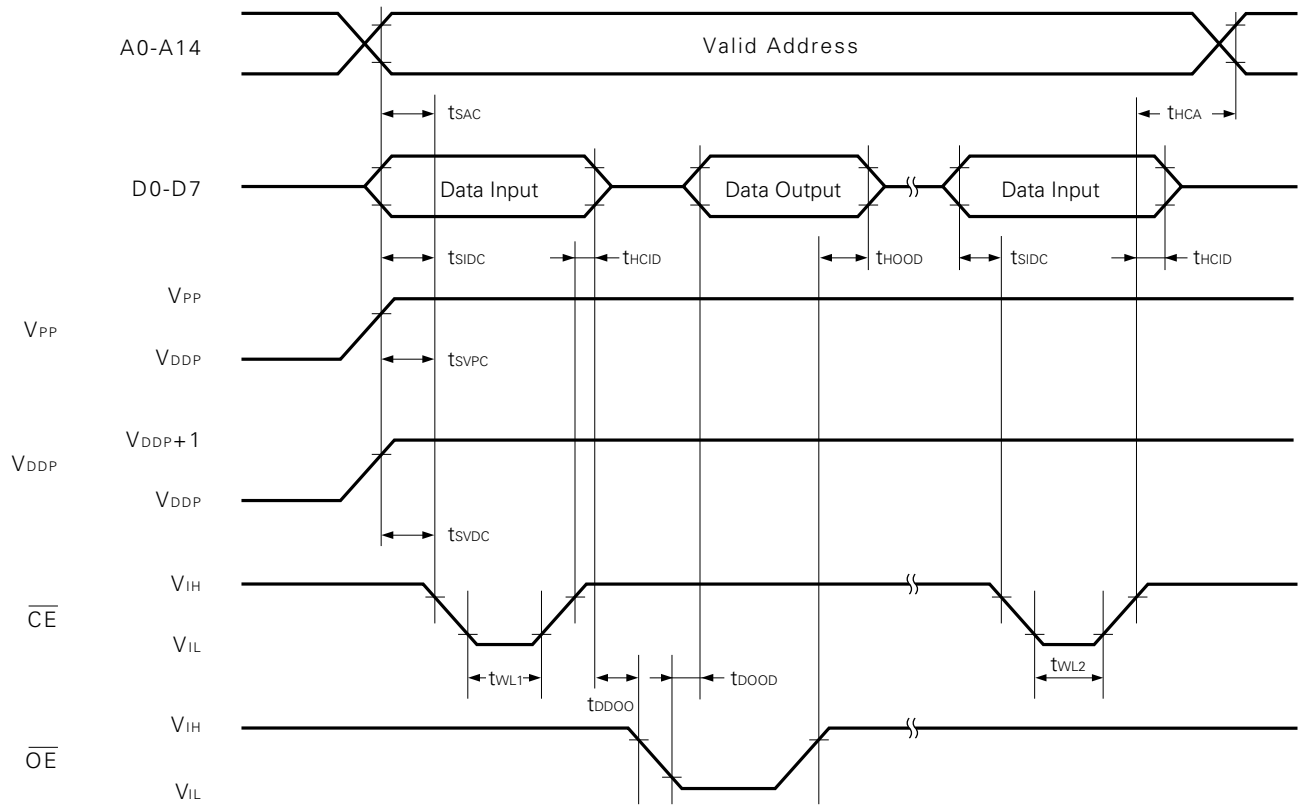 A0-A14
Valid Address
tSAC
tHCA
D0-D7
Data Input
Data Output
Data Input
tSIDC
tHCID
tHOOD
tSIDC
tHCID
VPP
VPP
VDDP
tSVPC
VDDP
VDDP+1
VDDP
tSVDC
CE
VIH
VIL
tWL1
tWL2
tDDOO
tDOOD
OE
VIH
VIL